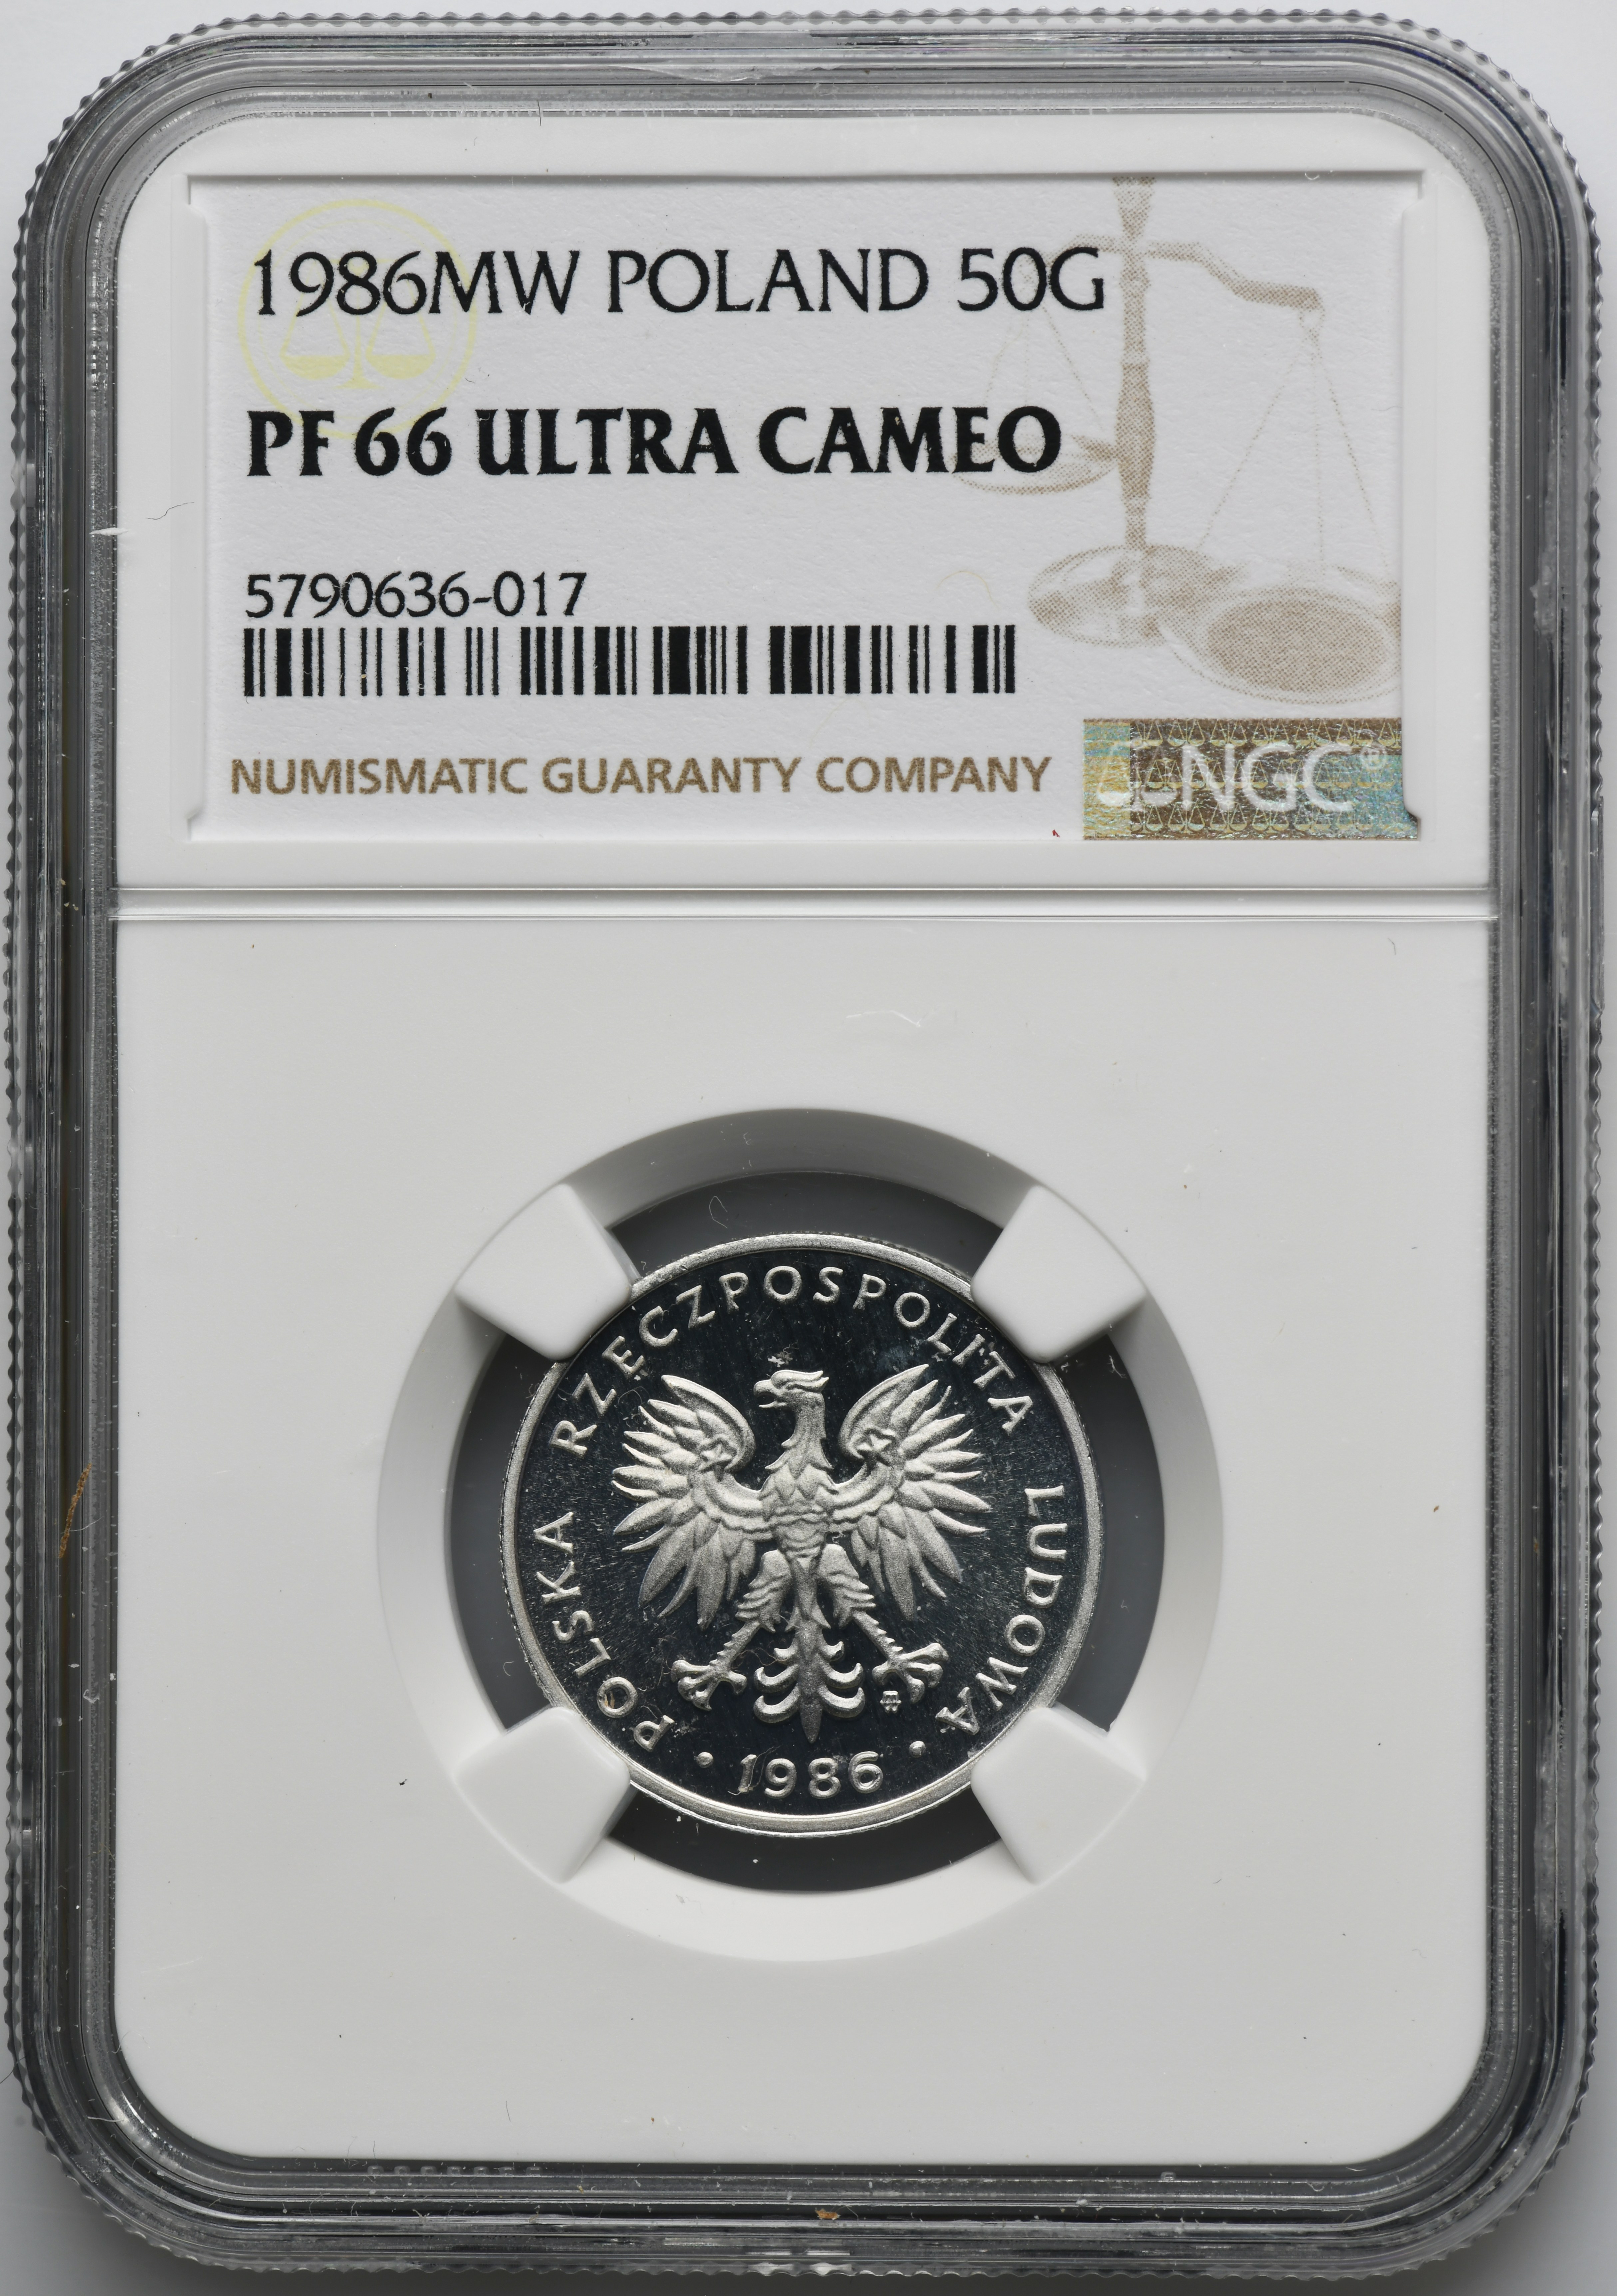 1986MW POLAND 50G
PF 66 ULTRA CAMEO
5790636-017
NUMISMATIC GUARANTY COMPANY
NGC®
POLSKA RZECZPOSPOLITA LUDOWA
· 1986 ·